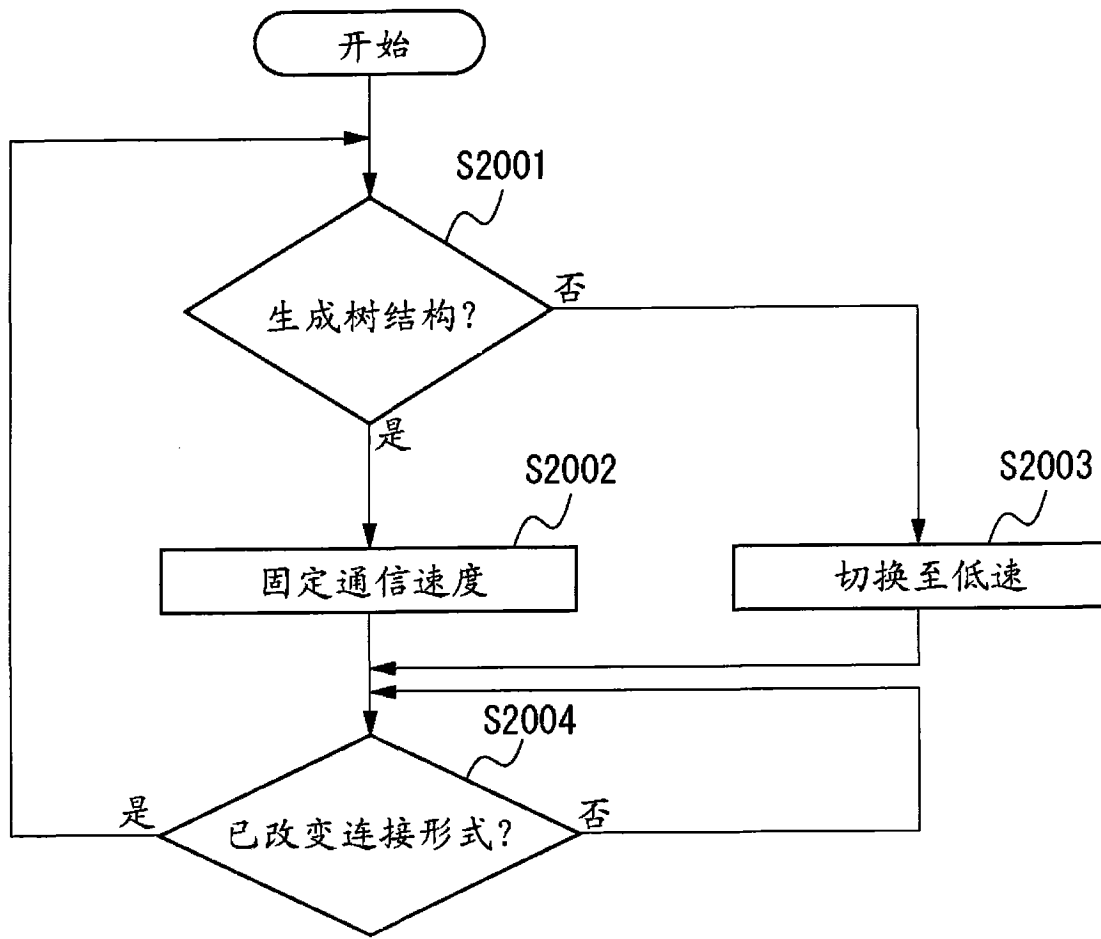 开始
S2001
生成树结构?
否
是
S2002
S2003
固定通信速度
切换至低速
S2004
是
已改变连接形式?
否